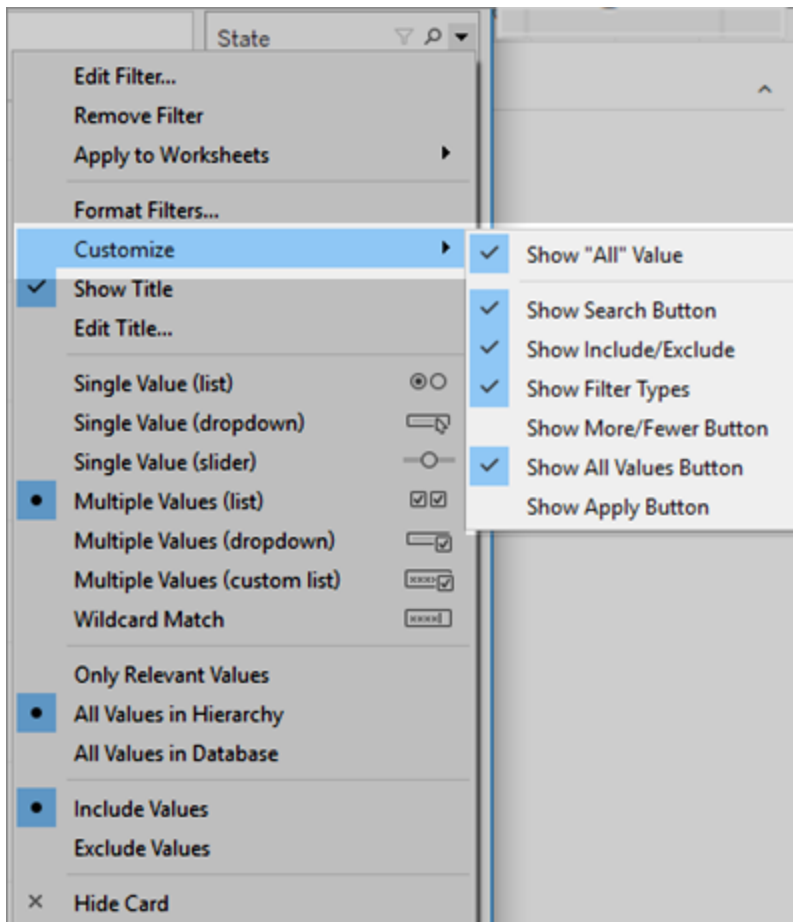 State
Edit Filter...
Remove Filter
Apply to Worksheets
Format Filters...
Customize
Show Title
Edit Title...
Single Value (list)
Single Value (dropdown)
Single Value (slider)
Multiple Values (list)
Multiple Values (dropdown)
Multiple Values (custom list)
Wildcard Match
Only Relevant Values
All Values in Hierarchy
All Values in Database
Include Values
Exclude Values
Hide Card
Show "All" Value
Show Search Button
Show Include/Exclude
Show Filter Types
Show More/Fewer Button
Show All Values Button
Show Apply Button